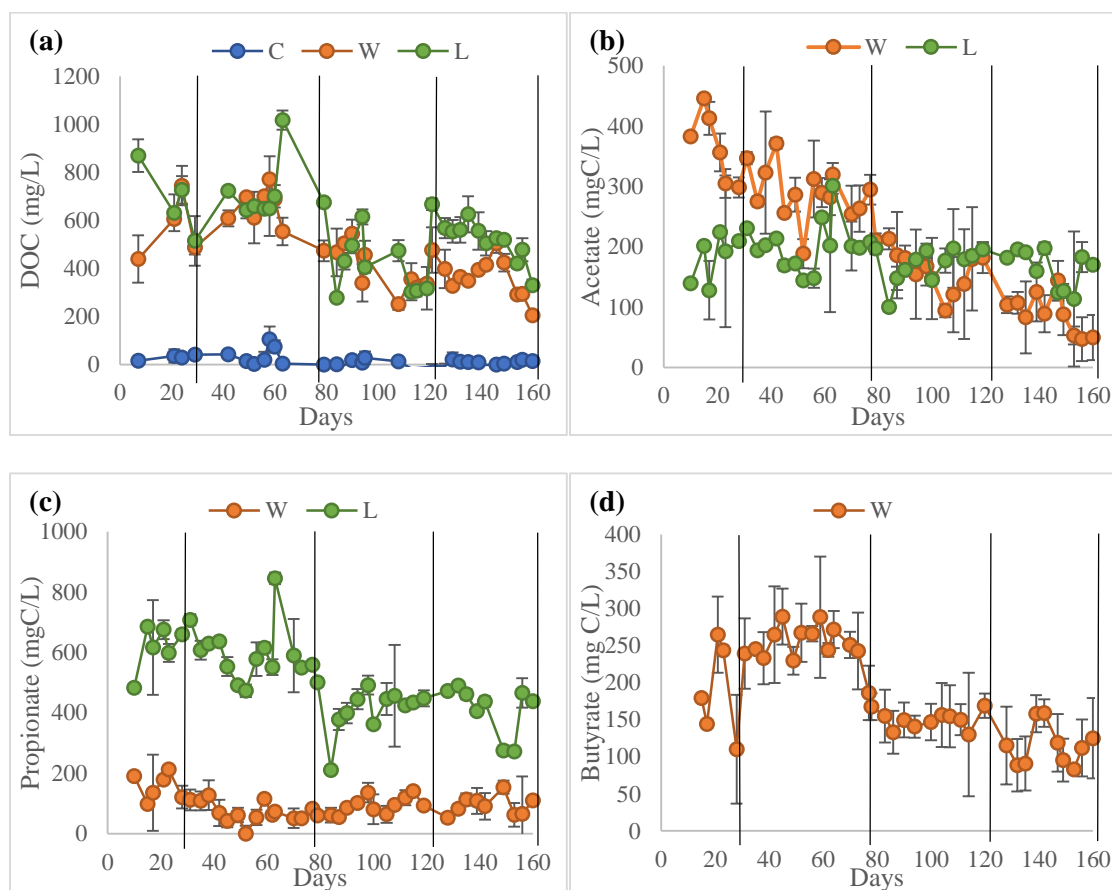 (a)
C W L
DOC (mg/L)
1200
1000
800
600
400
200
0
0 20 40 60 80 100 120 140 160
Days
(b)
W L
Acetate (mgC/L)
500
400
300
200
100
0
0 20 40 60 80 100 120 140 160
Days
(c)
W L
Propionate (mgC/L)
1000
800
600
400
200
0
0 20 40 60 80 100 120 140 160
Days
(d)
W
Butyrate (mg C/L)
400
350
300
250
200
150
100
50
0
0 20 40 60 80 100 120 140 160
Days